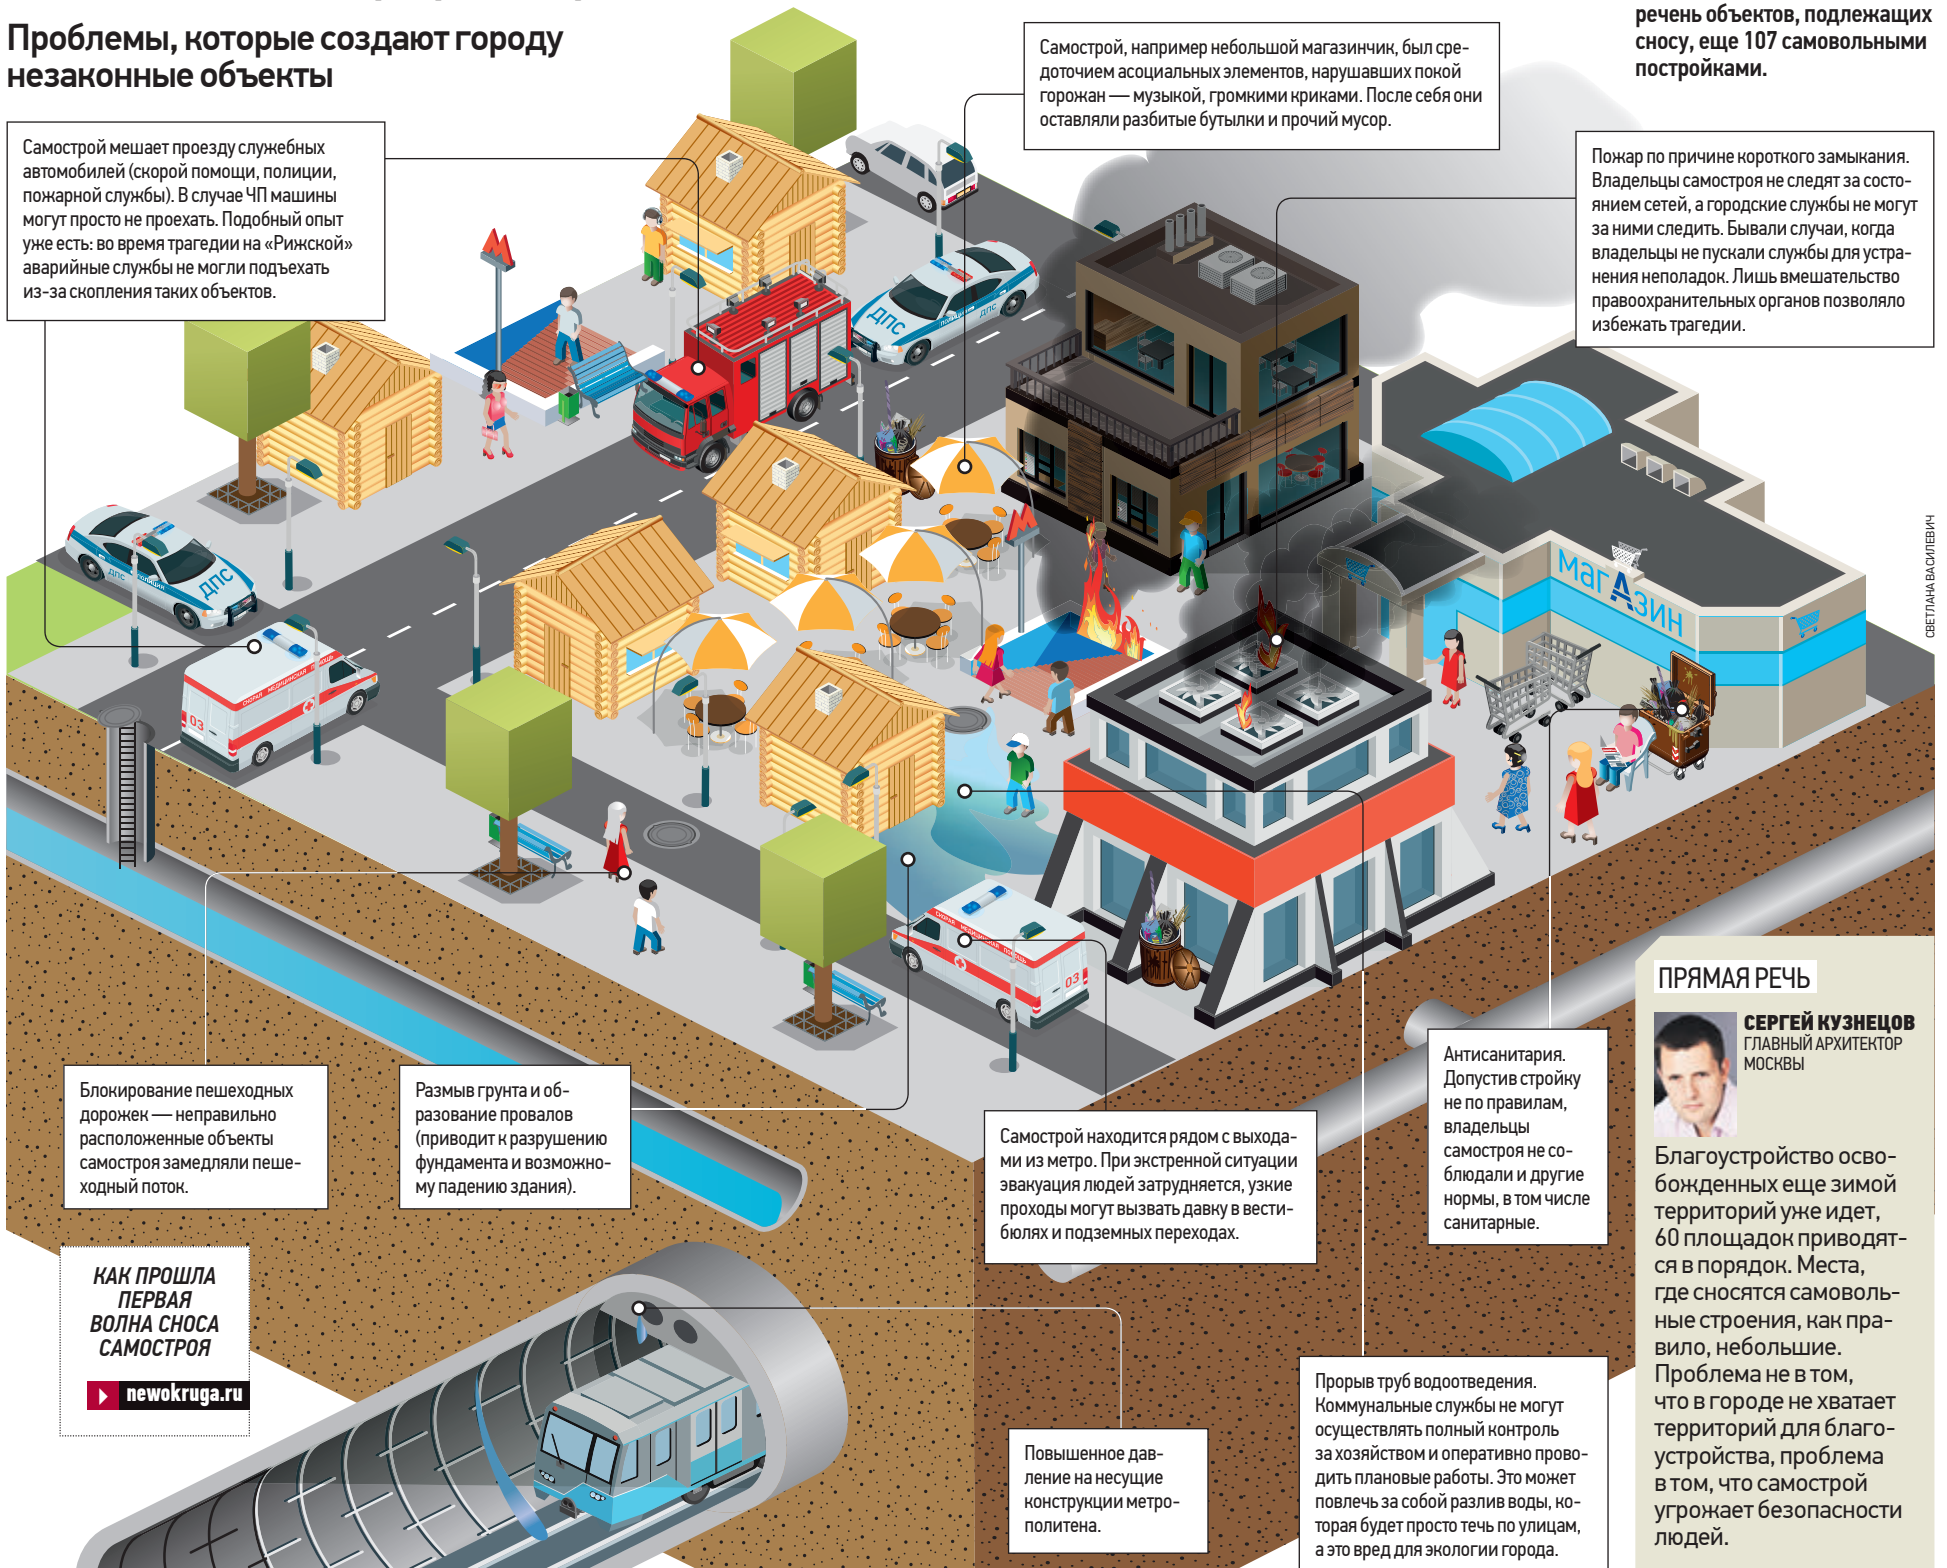 Проблемы, которые создают городу
незаконные объекты
речень объектов, подлежащих
сносу, еще 107 самовольными
постройками.
Самострой, например небольшой магазинчик, был сре-
доточием асоциальных элементов, нарушавших покой
горожан — музыкой, громкими криками. После себя они
оставляли разбитые бутылки и прочий мусор.
Самострой мешает проезду служебных
автомобилей (скорой помощи, полиции,
пожарной службы). В случае ЧП машины
могут просто не проехать. Подобный опыт
уже есть: во время трагедии на «Рижской»
аварийные службы не могли подъехать
из-за скопления таких объектов.
Пожар по причине короткого замыкания.
Владельцы самостроя не следят за состо-
янием сетей, а городские службы не могут
за ними следить. Бывали случаи, когда
владельцы не пускали службы для устра-
нения неполадок. Лишь вмешательство
правоохранительных органов позволяло
избежать трагедии.
М
ДПС
ПОЛИЦИЯ
ДПС
М
ДПС
ПОЛИЦИЯ
ДПС
магАзин
СВЕТЛАНА ВАСИЛЕВИЧ
СКОРАЯ МЕДИЦИНСКАЯ ПОМОЩЬ
03
СКОРАЯ МЕДИЦИНСКАЯ ПОМОЩЬ
03
Блокирование пешеходных
дорожек — неправильно
расположенные объекты
самостроя замедляли пеше-
ходный поток.
Размыв грунта и об-
разование провалов
(приводит к разрушению
фундамента и возможно-
му падению здания).
Самострой находится рядом с выхода-
ми из метро. При экстренной ситуации
эвакуация людей затрудняется, узкие
проходы могут вызвать давку в вести-
бюлях и подземных переходах.
Антисанитария.
Допустив стройку
не по правилам,
владельцы
самостроя не со-
блюдали и другие
нормы, в том числе
санитарные.
ПРЯМАЯ РЕЧЬ
СЕРГЕЙ КУЗНЕЦОВ
ГЛАВНЫЙ АРХИТЕКТОР
МОСКВЫ
Благоустройство осво-
божденных еще зимой
территорий уже идет,
60 площадок приводят-
ся в порядок. Места,
где сносятся самоволь-
ные строения, как пра-
вило, небольшие.
Проблема не в том,
что в городе не хватает
территорий для благо-
устройства, проблема
в том, что самострой
угрожает безопасности
людей.
КАК ПРОШЛА
ПЕРВАЯ
ВОЛНА СНОСА
САМОСТРОЯ
newokruga.ru
Повышенное дав-
ление на несущие
конструкции метро-
политена.
Прорыв труб водоотведения.
Коммунальные службы не могут
осуществлять полный контроль
за хозяйством и оперативно прово-
дить плановые работы. Это может
повлечь за собой разлив воды, ко-
торая будет просто течь по улицам,
а это вред для экологии города.